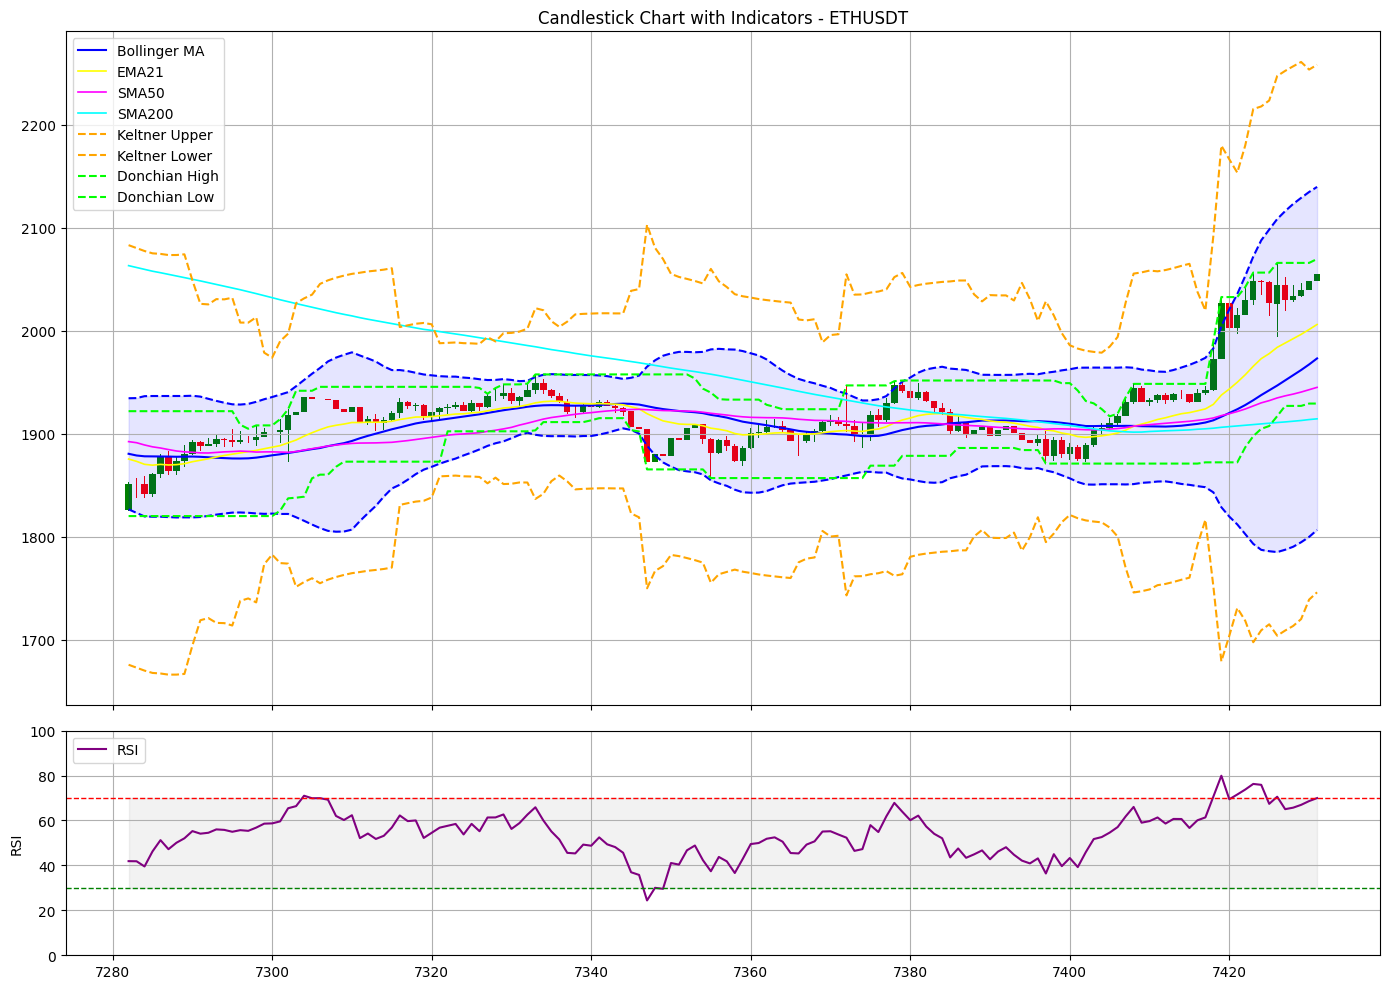 Candlestick Chart with Indicators - ETHUSDT
Bollinger MA
EMA21
SMA50
SMA200
Keltner Upper
Keltner Lower
Donchian High
Donchian Low
2200
2100
2000
1900
1800
1700
RSI
100
80
60
40
20
0
RSI
7280 7300 7320 7340 7360 7380 7400 7420